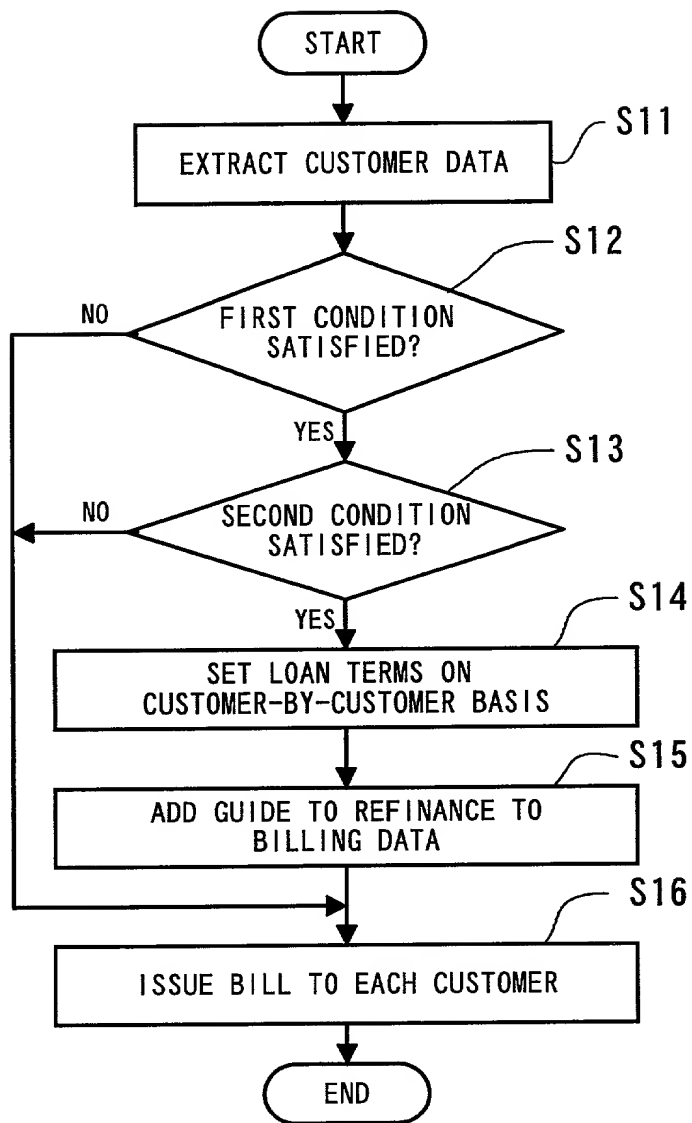 START
S11
EXTRACT CUSTOMER DATA
S12
NO
FIRST CONDITION
SATISFIED?
YES
S13
NO
SECOND CONDITION
SATISFIED?
YES
S14
SET LOAN TERMS ON
CUSTOMER-BY-CUSTOMER BASIS
S15
ADD GUIDE TO REFINANCE TO
BILLING DATA
S16
ISSUE BILL TO EACH CUSTOMER
END